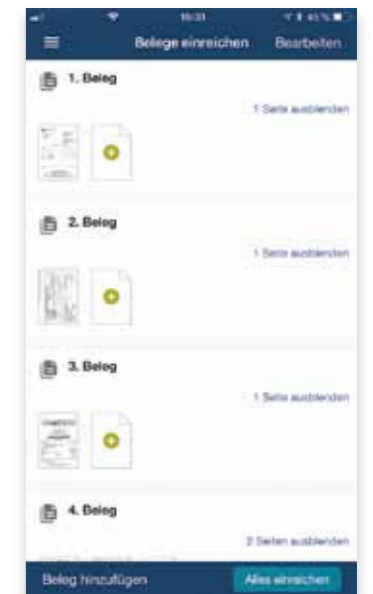 Belege einreichen Bearbeiten
1. Beleg
1 Seite ausblenden
2. Beleg
1 Seite ausblenden
3. Beleg
1 Seite ausblenden
4. Beleg
2 Seiten ausblenden
Beleg hinzufügen Alles einreichen